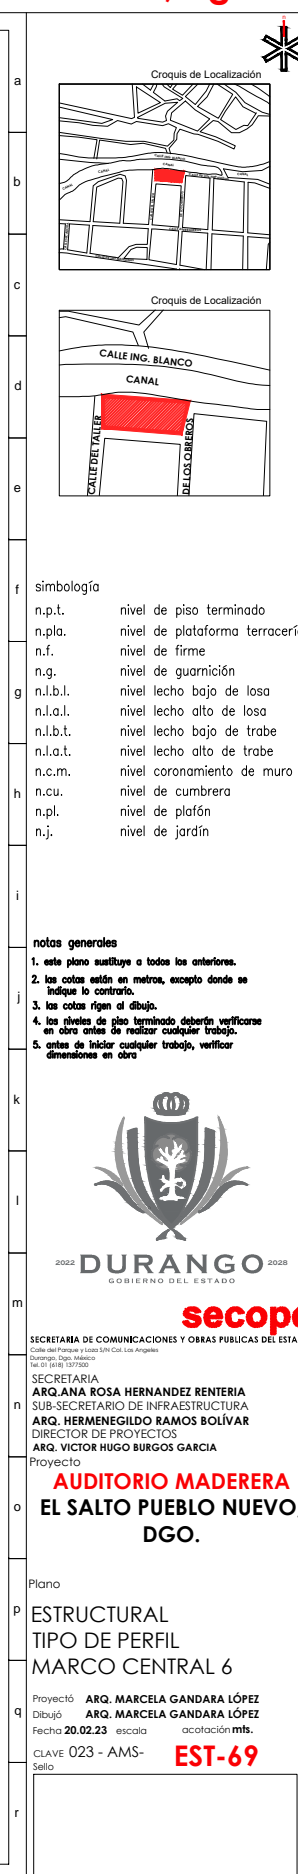 a
Croquis de Localización
b
CALLE ING. BLANCO
CANAL
CANAL
CANAL
CANAL
c
Croquis de Localización
d
CALLE ING. BLANCO
CANAL
CALLE DEL TALLER
DE LOS OBREROS
e
f
simbología
n.p.t. nivel de piso terminado
n.pla. nivel de plataforma terracerí
n.f. nivel de firme
n.g. nivel de guarnición
g
n.l.b.l. nivel lecho bajo de losa
n.l.a.l. nivel lecho alto de losa
n.l.b.t. nivel lecho bajo de trabe
n.l.a.t. nivel lecho alto de trabe
n.c.m. nivel coronamiento de muro
h
n.cu. nivel de cumbrera
n.pl. nivel de plafón
n.j. nivel de jardín
i
notas generales
1. este plano sustituye a todos los anteriores.
2. las cotas están en metros, excepto donde se
indique lo contrario.
j
3. las cotas rigen al dibujo.
4. los niveles de piso terminado deberán verificarse
en obra antes de realizar cualquier trabajo.
5. antes de iniciar cualquier trabajo, verificar
dimensiones en obra
k
l
2022 DURANGO 2028
GOBIERNO DEL ESTADO
m
secope
SECRETARIA DE COMUNICACIONES Y OBRAS PUBLICAS DEL ESTA
Calle del Parque y Loza S/N Col. Los Angeles
Durango, Dgo. México
Tel. 01 (618) 1377500
SECRETARIA
ARQ.ANA ROSA HERNANDEZ RENTERIA
n
SUB-SECRETARIO DE INFRAESTRUCTURA
ARQ. HERMENEGILDO RAMOS BOLÍVAR
DIRECTOR DE PROYECTOS
ARQ. VICTOR HUGO BURGOS GARCIA
Proyecto
AUDITORIO MADERERA
o
EL SALTO PUEBLO NUEVO,
DGO.
Plano
p
ESTRUCTURAL
TIPO DE PERFIL
MARCO CENTRAL 6
q
Proyectó ARQ. MARCELA GANDARA LÓPEZ
Dibujó ARQ. MARCELA GANDARA LÓPEZ
Fecha 20.02.23 escala acotación mts.
CLAVE 023 - AMS- EST-69
Sello
r